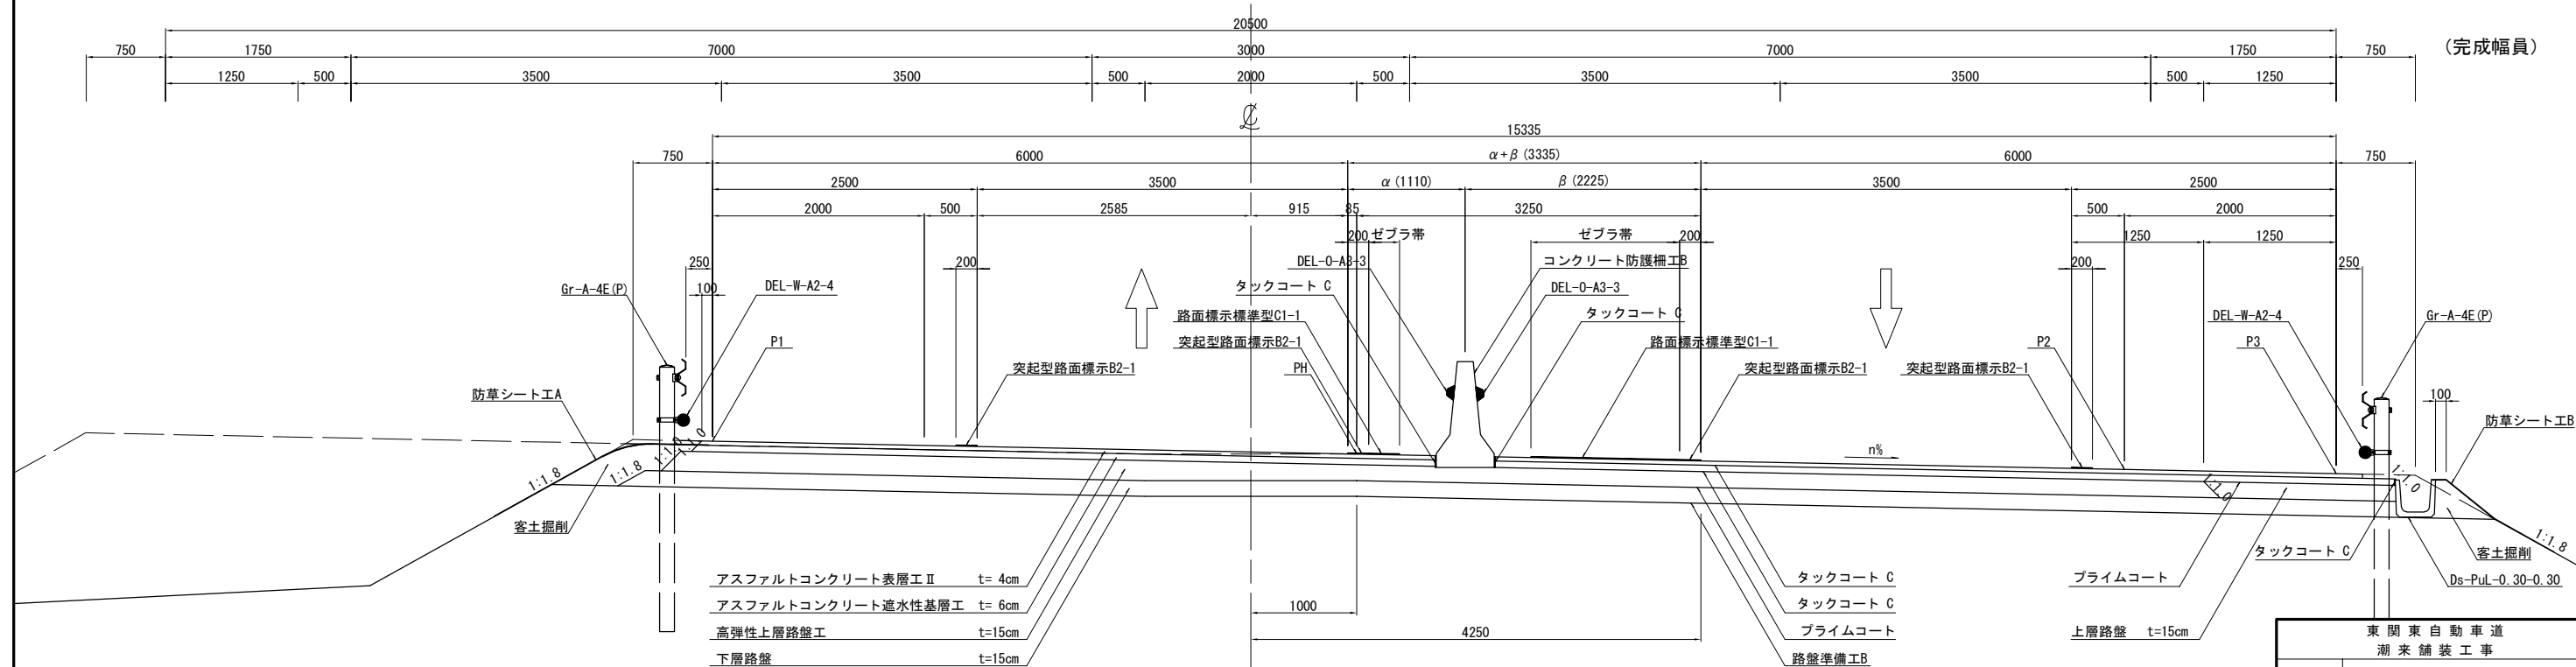 20500
750 1750 7000 3000 7000 1750 750 (完成幅員)
1250 500 3500 3500 500 2000 500 3500 3500 500 1250
15335
750 6000 α+β (3335) 6000 750
2500 3500 α (1110) β (2225) 3500 2500
2000 500 2585 915 85 3250 500 2000
200 ゼブラ帯 ゼブラ帯 200 1250 1250
250 200 DEL-O-A3-3 コンクリート防護柵工B 200 250
Gr-A-4E(P) 100 DEL-W-A2-4 タックコート C DEL-O-A3-3
路面標示標準型C1-1 タックコート C DEL-W-A2-4 Gr-A-4E(P)
P1 突起型路面標示B2-1 路面標示標準型C1-1 P2 P3
突起型路面標示B2-1 PH 突起型路面標示B2-1 突起型路面標示B2-1
防草シート工A 100
防草シート工B
n%
1:1.8 1:1.8 1:1.0 1:1.0 1:1.0 1:1.0
客土掘削 1:1.8
タックコート C 客土掘削
アスファルトコンクリート表層工Ⅱ t= 4cm タックコート C プライムコート Ds-PuL-0.30-0.30
アスファルトコンクリート遮水性基層工 t= 6cm 1000 タックコート C
高弾性上層路盤工 t=15cm 4250 プライムコート 上層路盤 t=15cm
下層路盤 t=15cm 路盤準備工B
東関東自動車道
潮来舗装工事